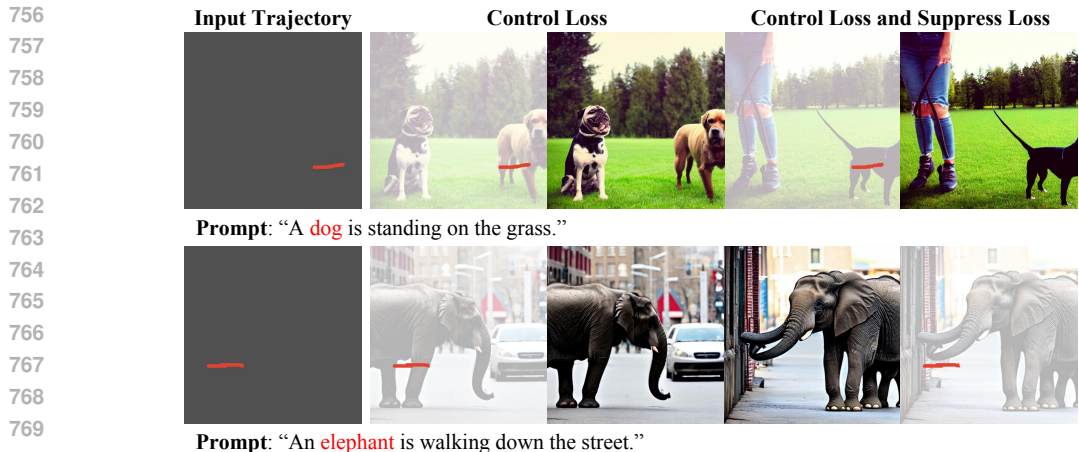 756
757
758
759
760
761
762
763
764
765
766
767
768
769
Input Trajectory
Control Loss
Control Loss and Suppress Loss
Prompt: “A dog is standing on the grass.”
Prompt: “An elephant is walking down the street.”